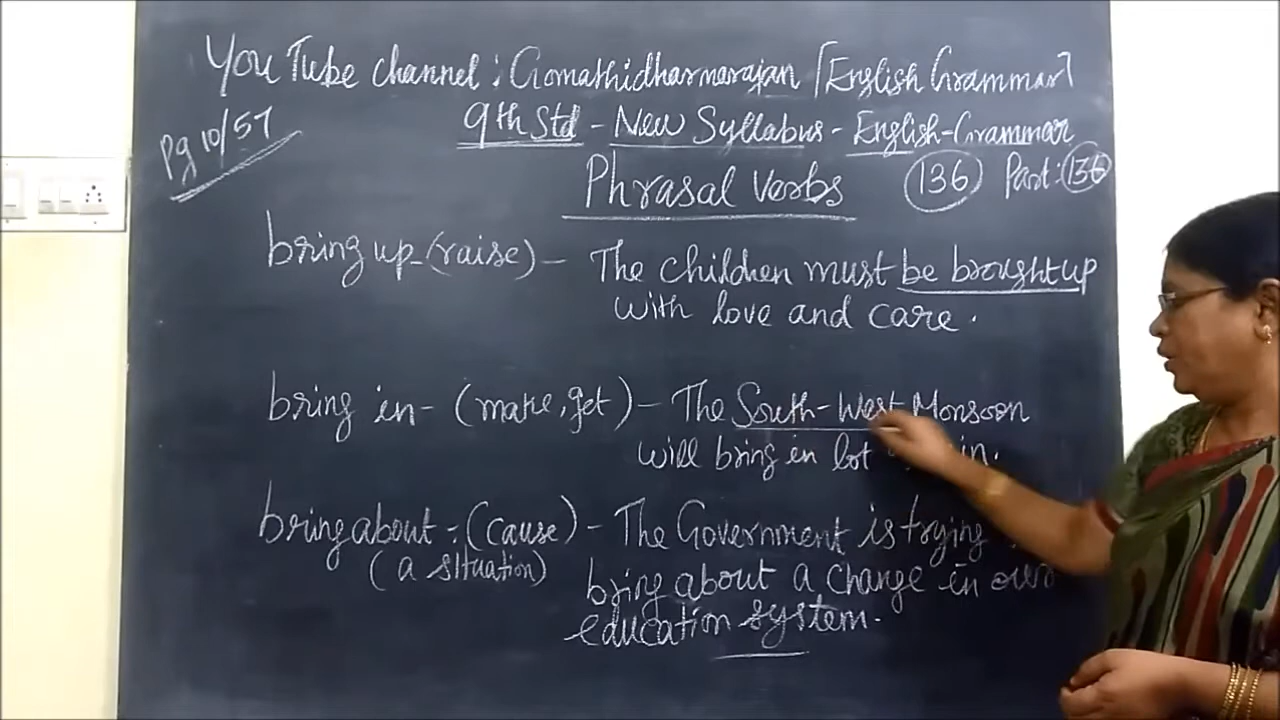 YouTube channel : Gomathidharmarajan [English Grammar]
Pg 10/57
9th Std - New Syllabus - English-Grammar
Phrasal Verbs 136 Part: 136
bring up - (raise) - The children must be brought up
with love and care.
bring in - (make, get) - The South-West Monsoon
will bring in lot
bring about : (cause) - The Government is trying
(a situation) bring about a change in our
education system.